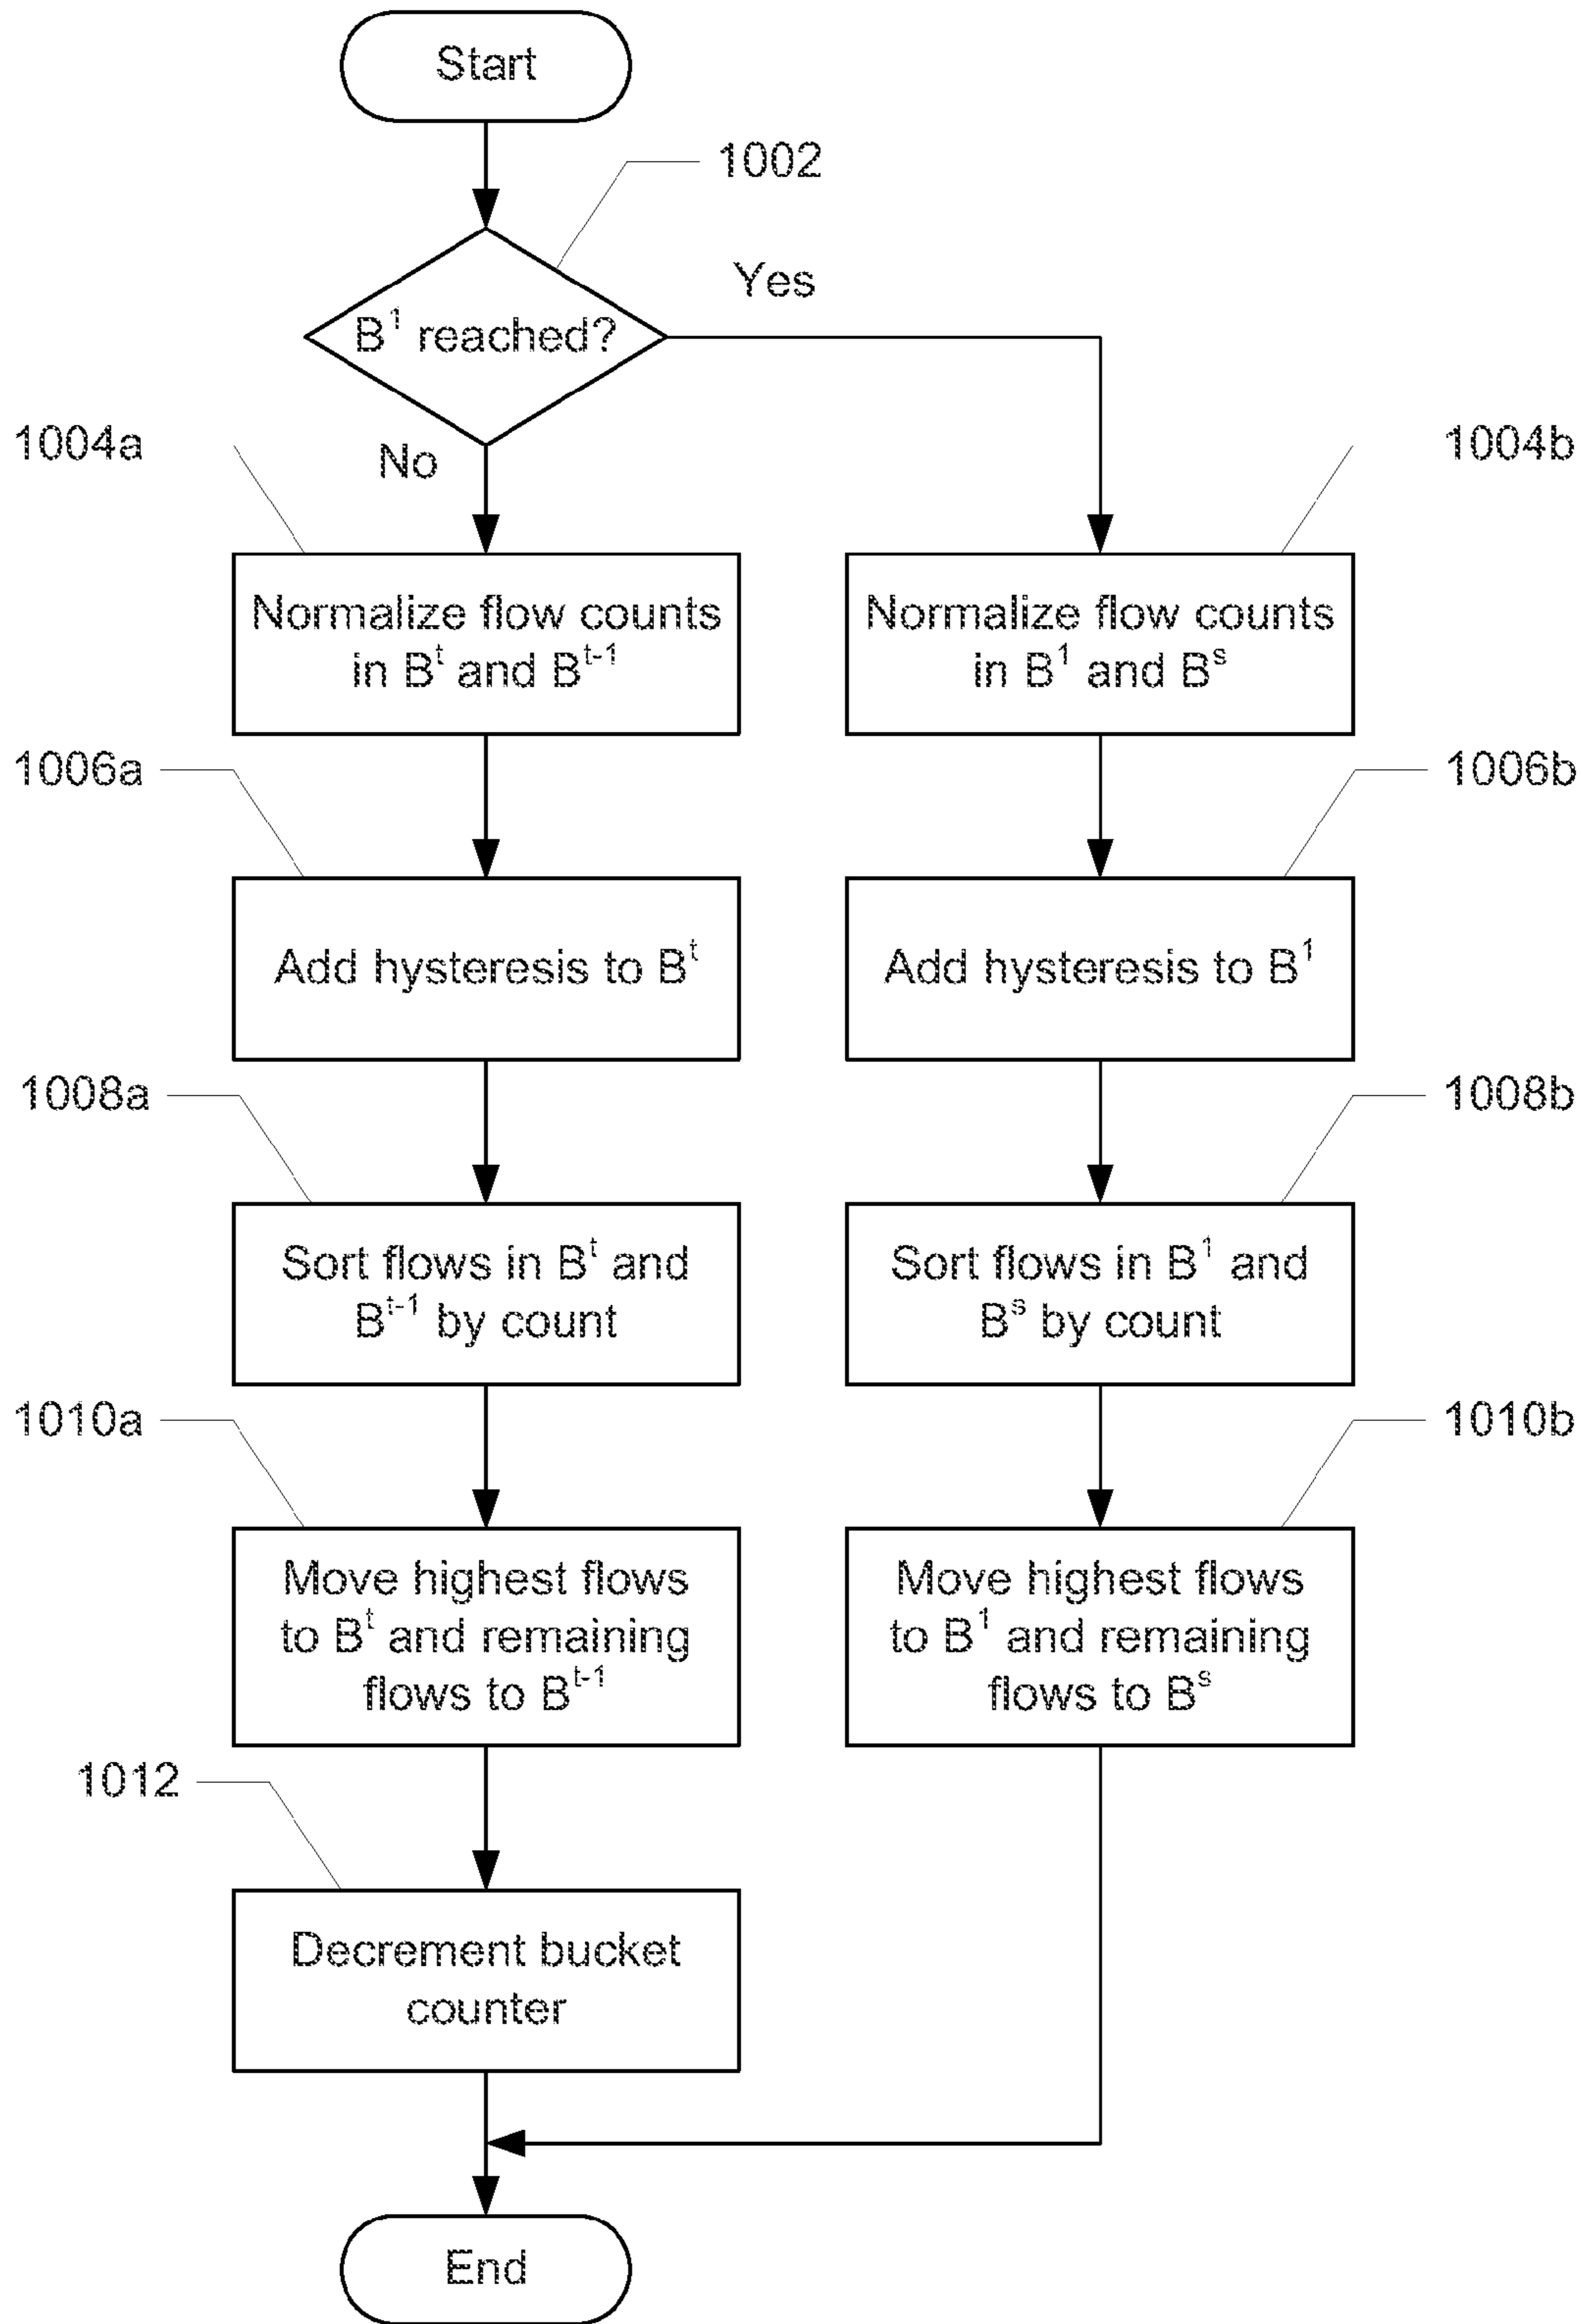 Start
1002
Yes
B¹ reached?
No
1004a
1004b
Normalize flow counts
in Bᵗ and Bᵗ⁻¹
Normalize flow counts
in B¹ and Bˢ
1006a
1006b
Add hysteresis to Bᵗ
Add hysteresis to B¹
1008a
1008b
Sort flows in Bᵗ and
Bᵗ⁻¹ by count
Sort flows in B¹ and
Bˢ by count
1010a
1010b
Move highest flows
to Bᵗ and remaining
flows to Bᵗ⁻¹
Move highest flows
to B¹ and remaining
flows to Bˢ
1012
Decrement bucket
counter
End